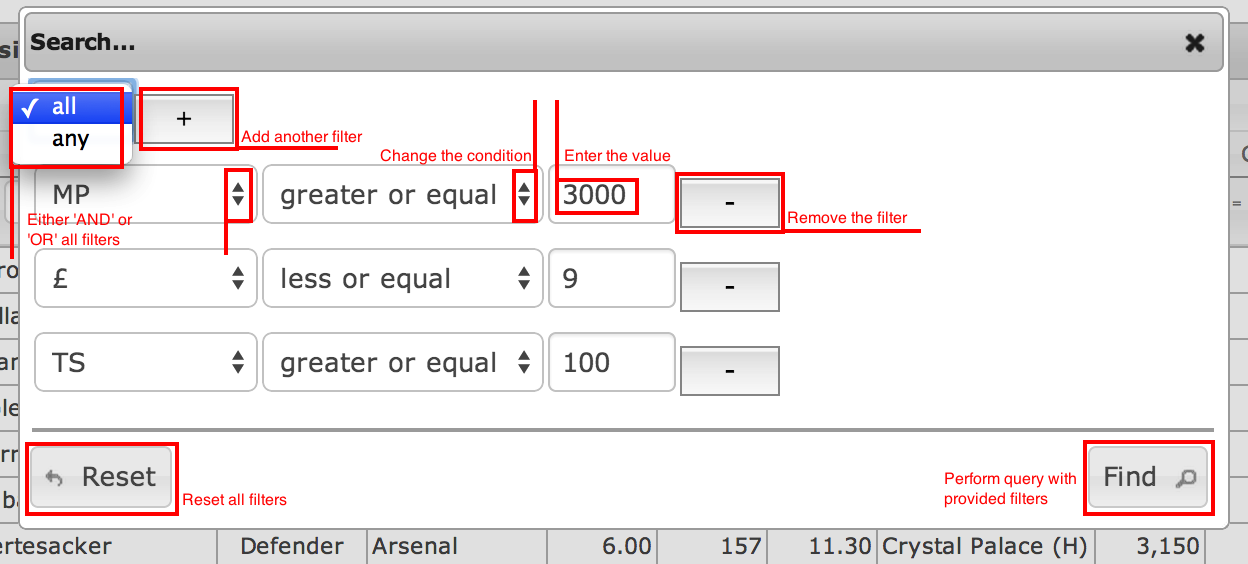 Search...
all
any
+
Add another filter
Change the condition
Enter the value
MP
greater or equal
3000
-
Remove the filter
Either 'AND' or
'OR' all filters
=
£
less or equal
9
-
TS
greater or equal
100
-
Reset
Reset all filters
Perform query with
provided filters
Find
ertesacker Defender Arsenal 6.00 157 11.30 Crystal Palace (H) 3,150